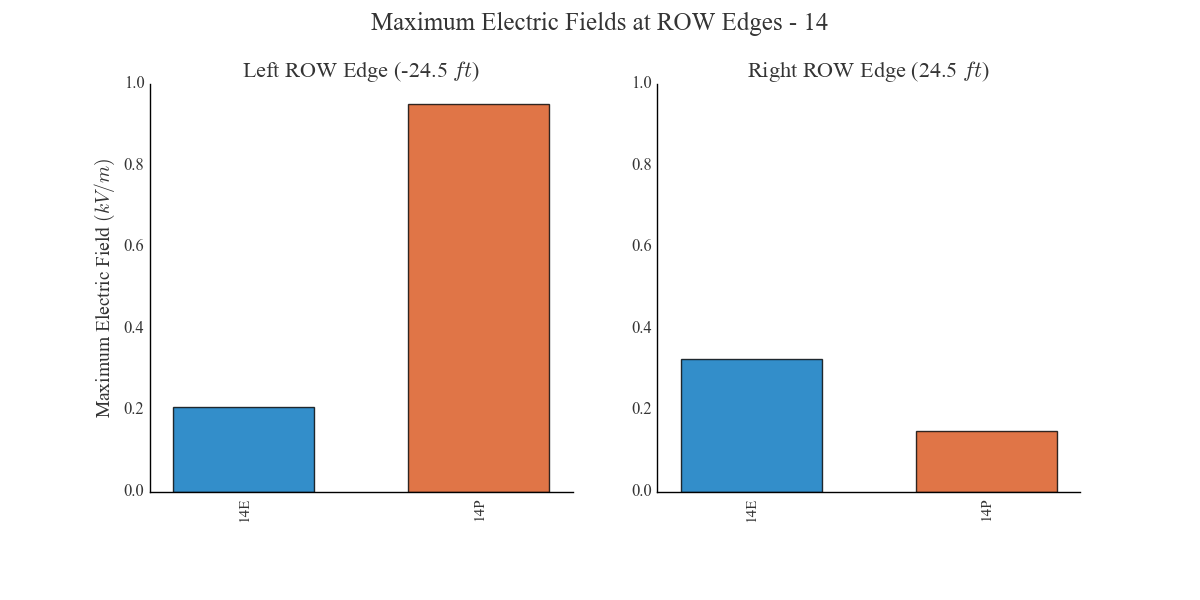 Maximum Electric Fields at ROW Edges - 14
Left ROW Edge (-24.5 ft)
Maximum Electric Field (kV/m)
1.0
0.8
0.6
0.4
0.2
0.0
14E
14P
Right ROW Edge (24.5 ft)
1.0
0.8
0.6
0.4
0.2
0.0
14E
14P